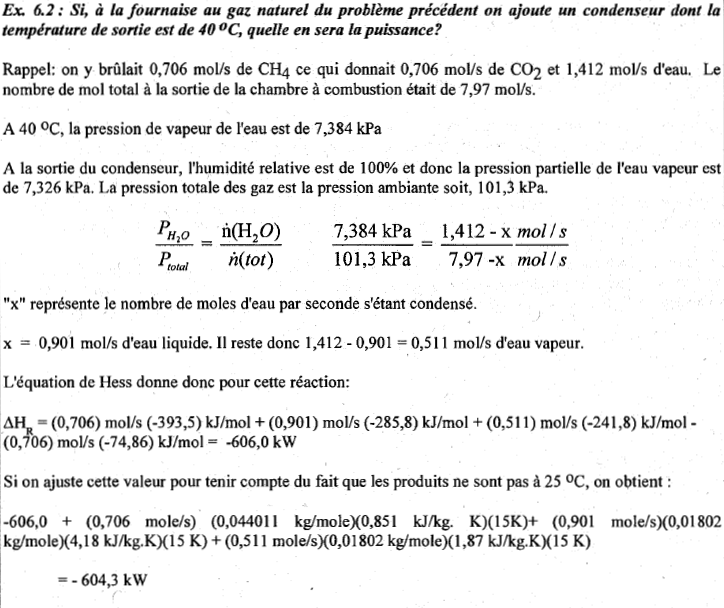 Ex. 6.2 : Si, à la fournaise au gaz naturel du problème précédent on ajoute un condenseur dont la
température de sortie est de 40 ºC, quelle en sera la puissance?
Rappel: on y brûlait 0,706 mol/s de CH4 ce qui donnait 0,706 mol/s de CO2 et 1,412 mol/s d'eau. Le
nombre de mol total à la sortie de la chambre à combustion était de 7,97 mol/s.
A 40 ºC, la pression de vapeur de l'eau est de 7,384 kPa
A la sortie du condenseur, l'humidité relative est de 100% et donc la pression partielle de l'eau vapeur est
de 7,326 kPa. La pression totale des gaz est la pression ambiante soit, 101,3 kPa.
P_{H_2O} / P_{total} = ṅ(H_2O) / ṅ(tot)    7,384 kPa / 101,3 kPa = 1,412 - x mol / s / 7,97 -x mol / s
"x" représente le nombre de moles d'eau par seconde s'étant condensé.
x = 0,901 mol/s d'eau liquide. Il reste donc 1,412 - 0,901 = 0,511 mol/s d'eau vapeur.
L'équation de Hess donne donc pour cette réaction:
ΔH_R = (0,706) mol/s (-393,5) kJ/mol + (0,901) mol/s (-285,8) kJ/mol + (0,511) mol/s (-241,8) kJ/mol -
(0,706) mol/s (-74,86) kJ/mol = -606,0 kW
Si on ajuste cette valeur pour tenir compte du fait que les produits ne sont pas à 25 ºC, on obtient :
-606,0 + (0,706 mole/s) (0,044011 kg/mole)(0,851 kJ/kg. K)(15K)+ (0,901 mole/s)(0,01802
kg/mole)(4,18 kJ/kg.K)(15 K) + (0,511 mole/s)(0,01802 kg/mole)(1,87 kJ/kg.K)(15 K)
= - 604,3 kW